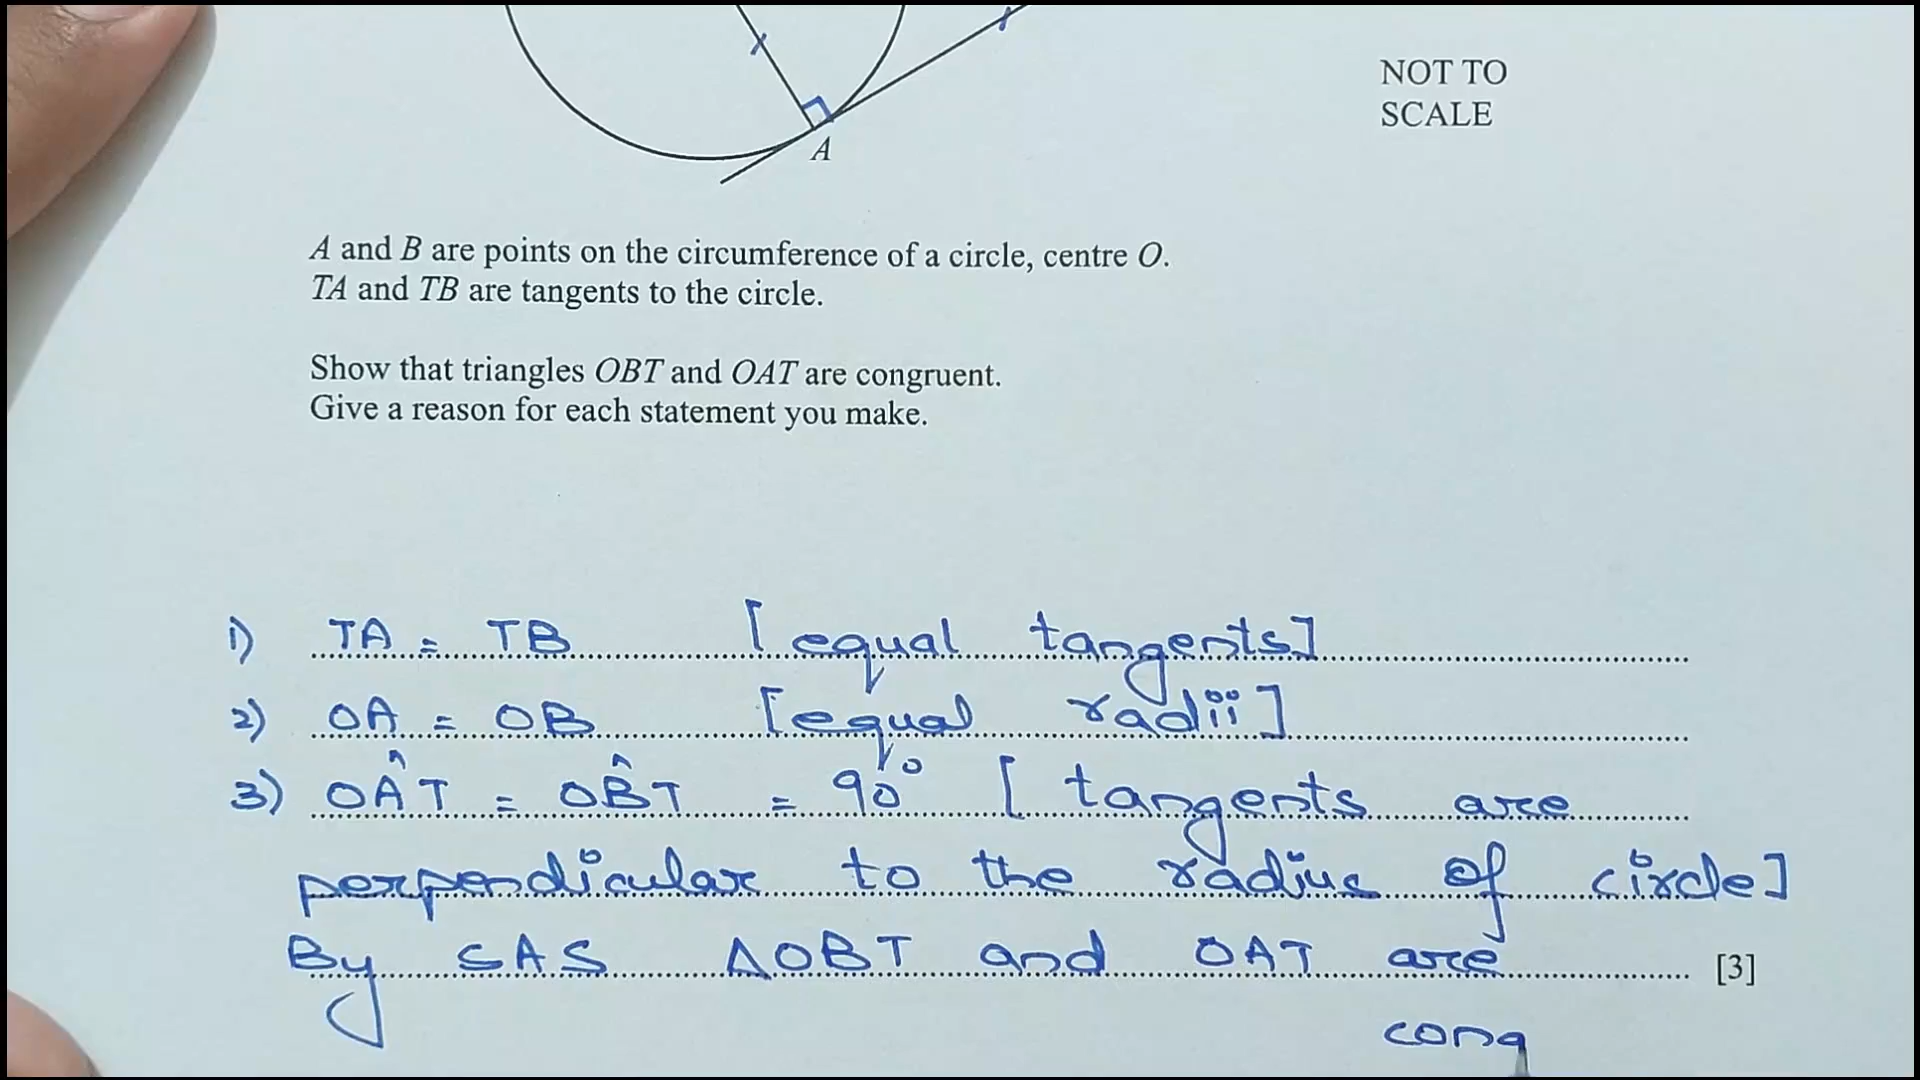 NOT TO
SCALE
A
A and B are points on the circumference of a circle, centre O.
TA and TB are tangents to the circle.
Show that triangles OBT and OAT are congruent.
Give a reason for each statement you make.
1) TA = TB [equal tangents]
2) OA = OB [equal radii]
3) OÂT = OB̂T = 90° [tangents are
perpendicular to the radius of circle]
By SAS ΔOBT and OAT are
[3]
cong